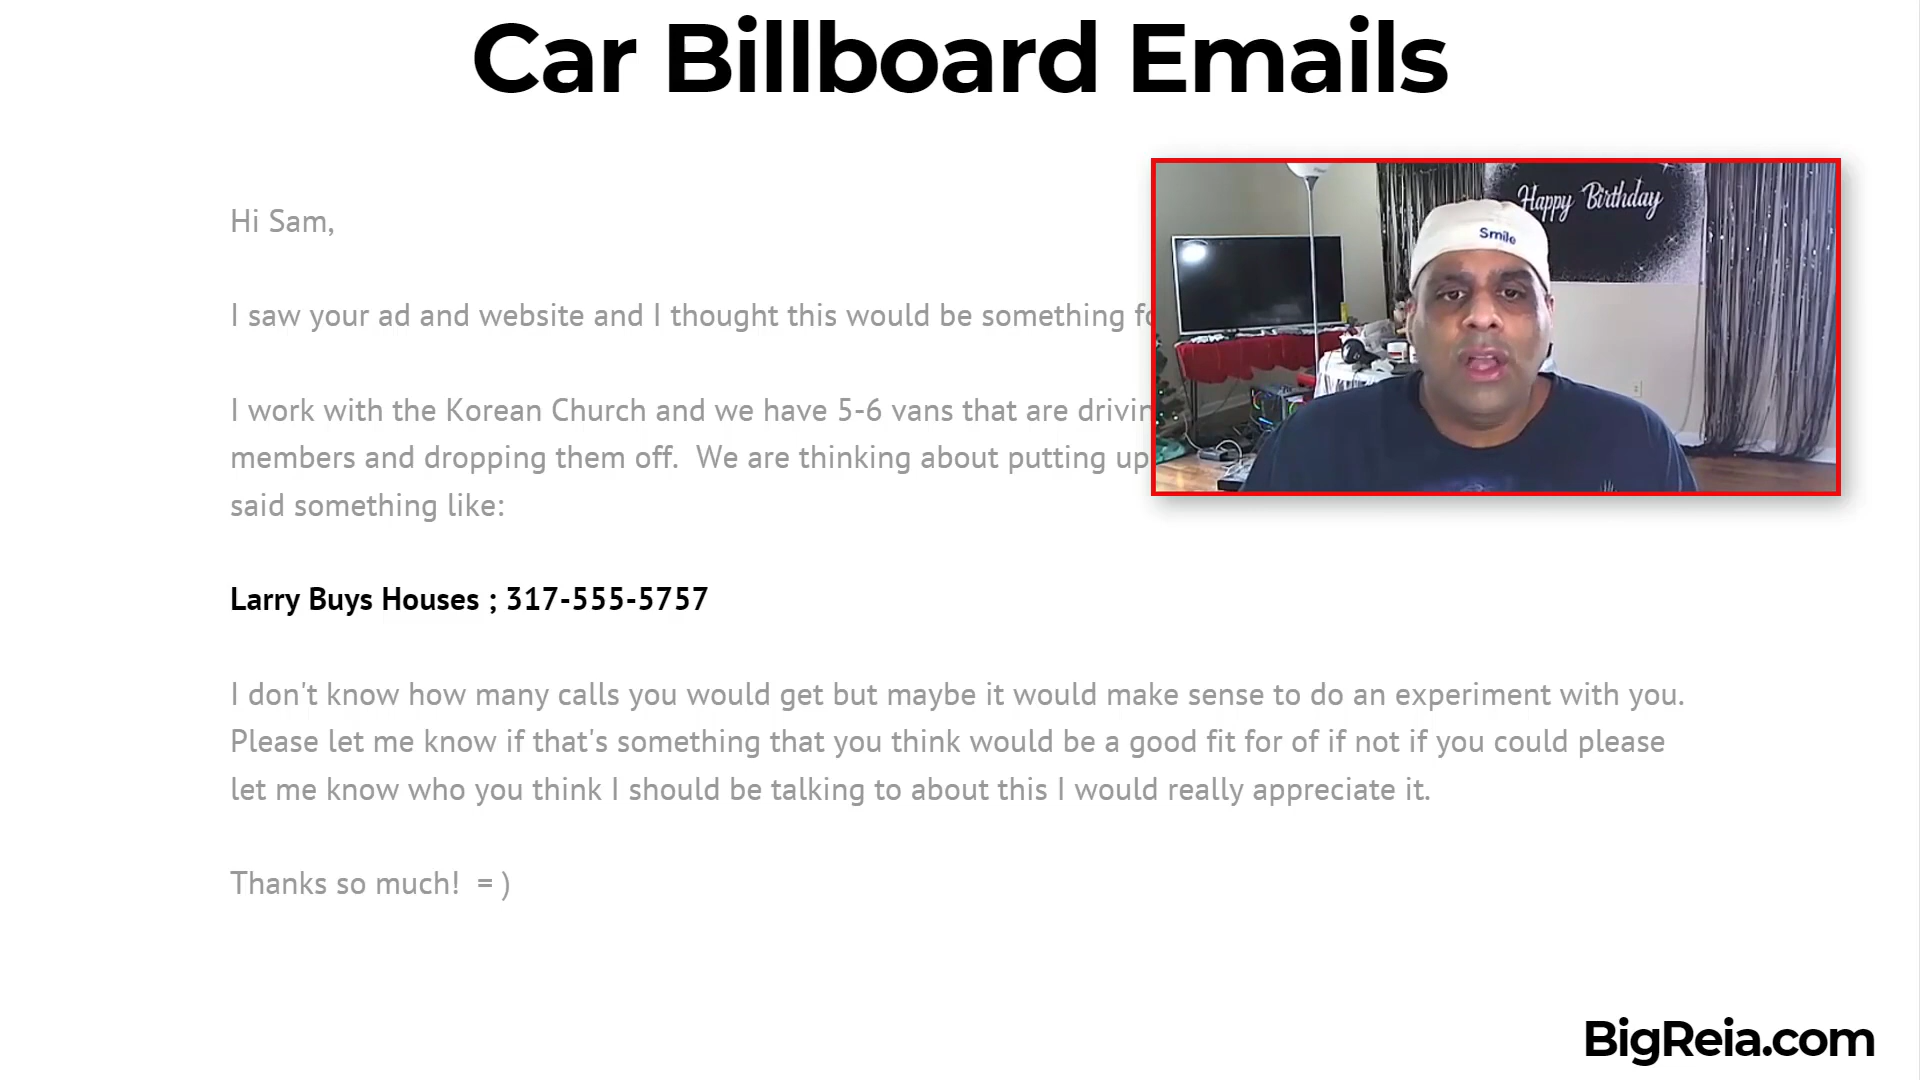 Car Billboard Emails
Happy Birthday
Smile
Hi Sam,
I saw your ad and website and I thought this would be something
I work with the Korean Church and we have 5-6 vans that are
members and dropping them off. We are thinking about putting up
said something like:
Larry Buys Houses ; 317-555-5757
I don't know how many calls you would get but maybe it would make sense to do an experiment with you.
Please let me know if that's something that you think would be a good fit for of if not if you could please
let me know who you think I should be talking to about this I would really appreciate it.
Thanks so much! = )
BigReia.com